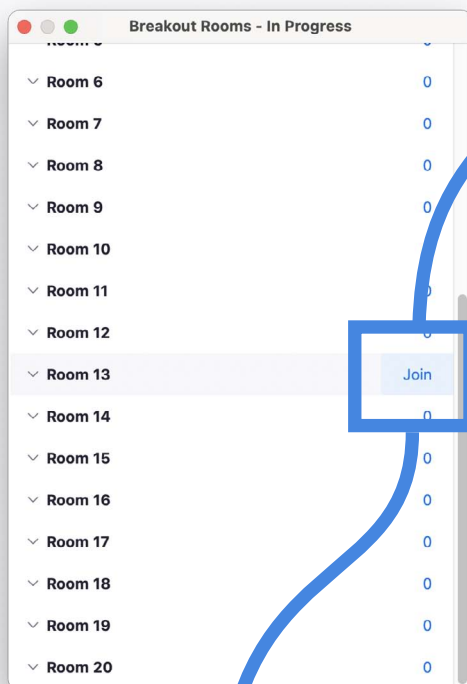 Breakout Rooms - In Progress
Room 6 0
Room 7 0
Room 8 0
Room 9 0
Room 10
Room 11 0
Room 12 0
Room 13 Join
Room 14 0
Room 15 0
Room 16 0
Room 17 0
Room 18 0
Room 19 0
Room 20 0